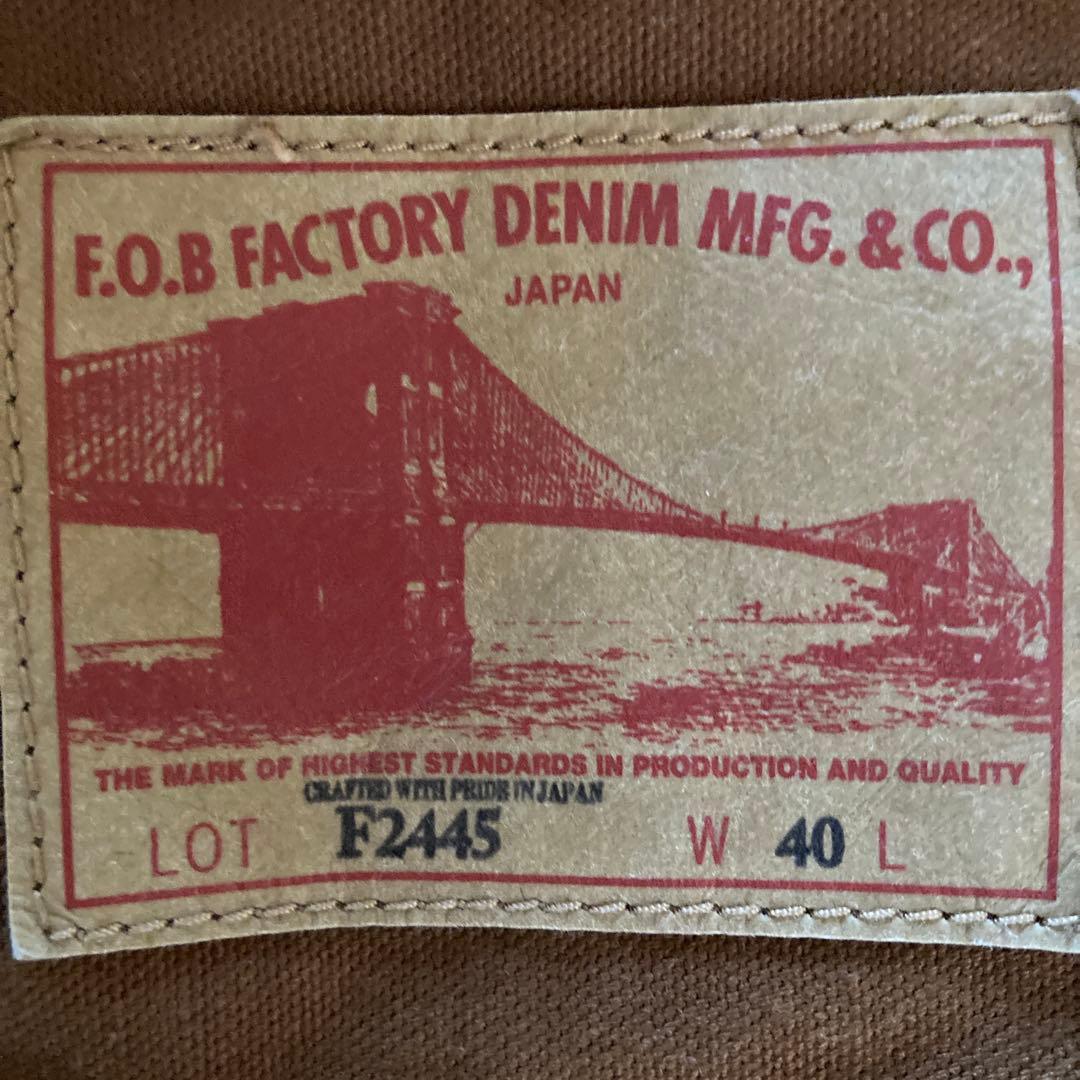 F.O.B FACTORY DENIM MFG. & CO.,
JAPAN
THE MARK OF HIGHEST STANDARDS IN PRODUCTION AND QUALITY
CRAFTED WITH PRIDE IN JAPAN
LOT F2445 W 40 L